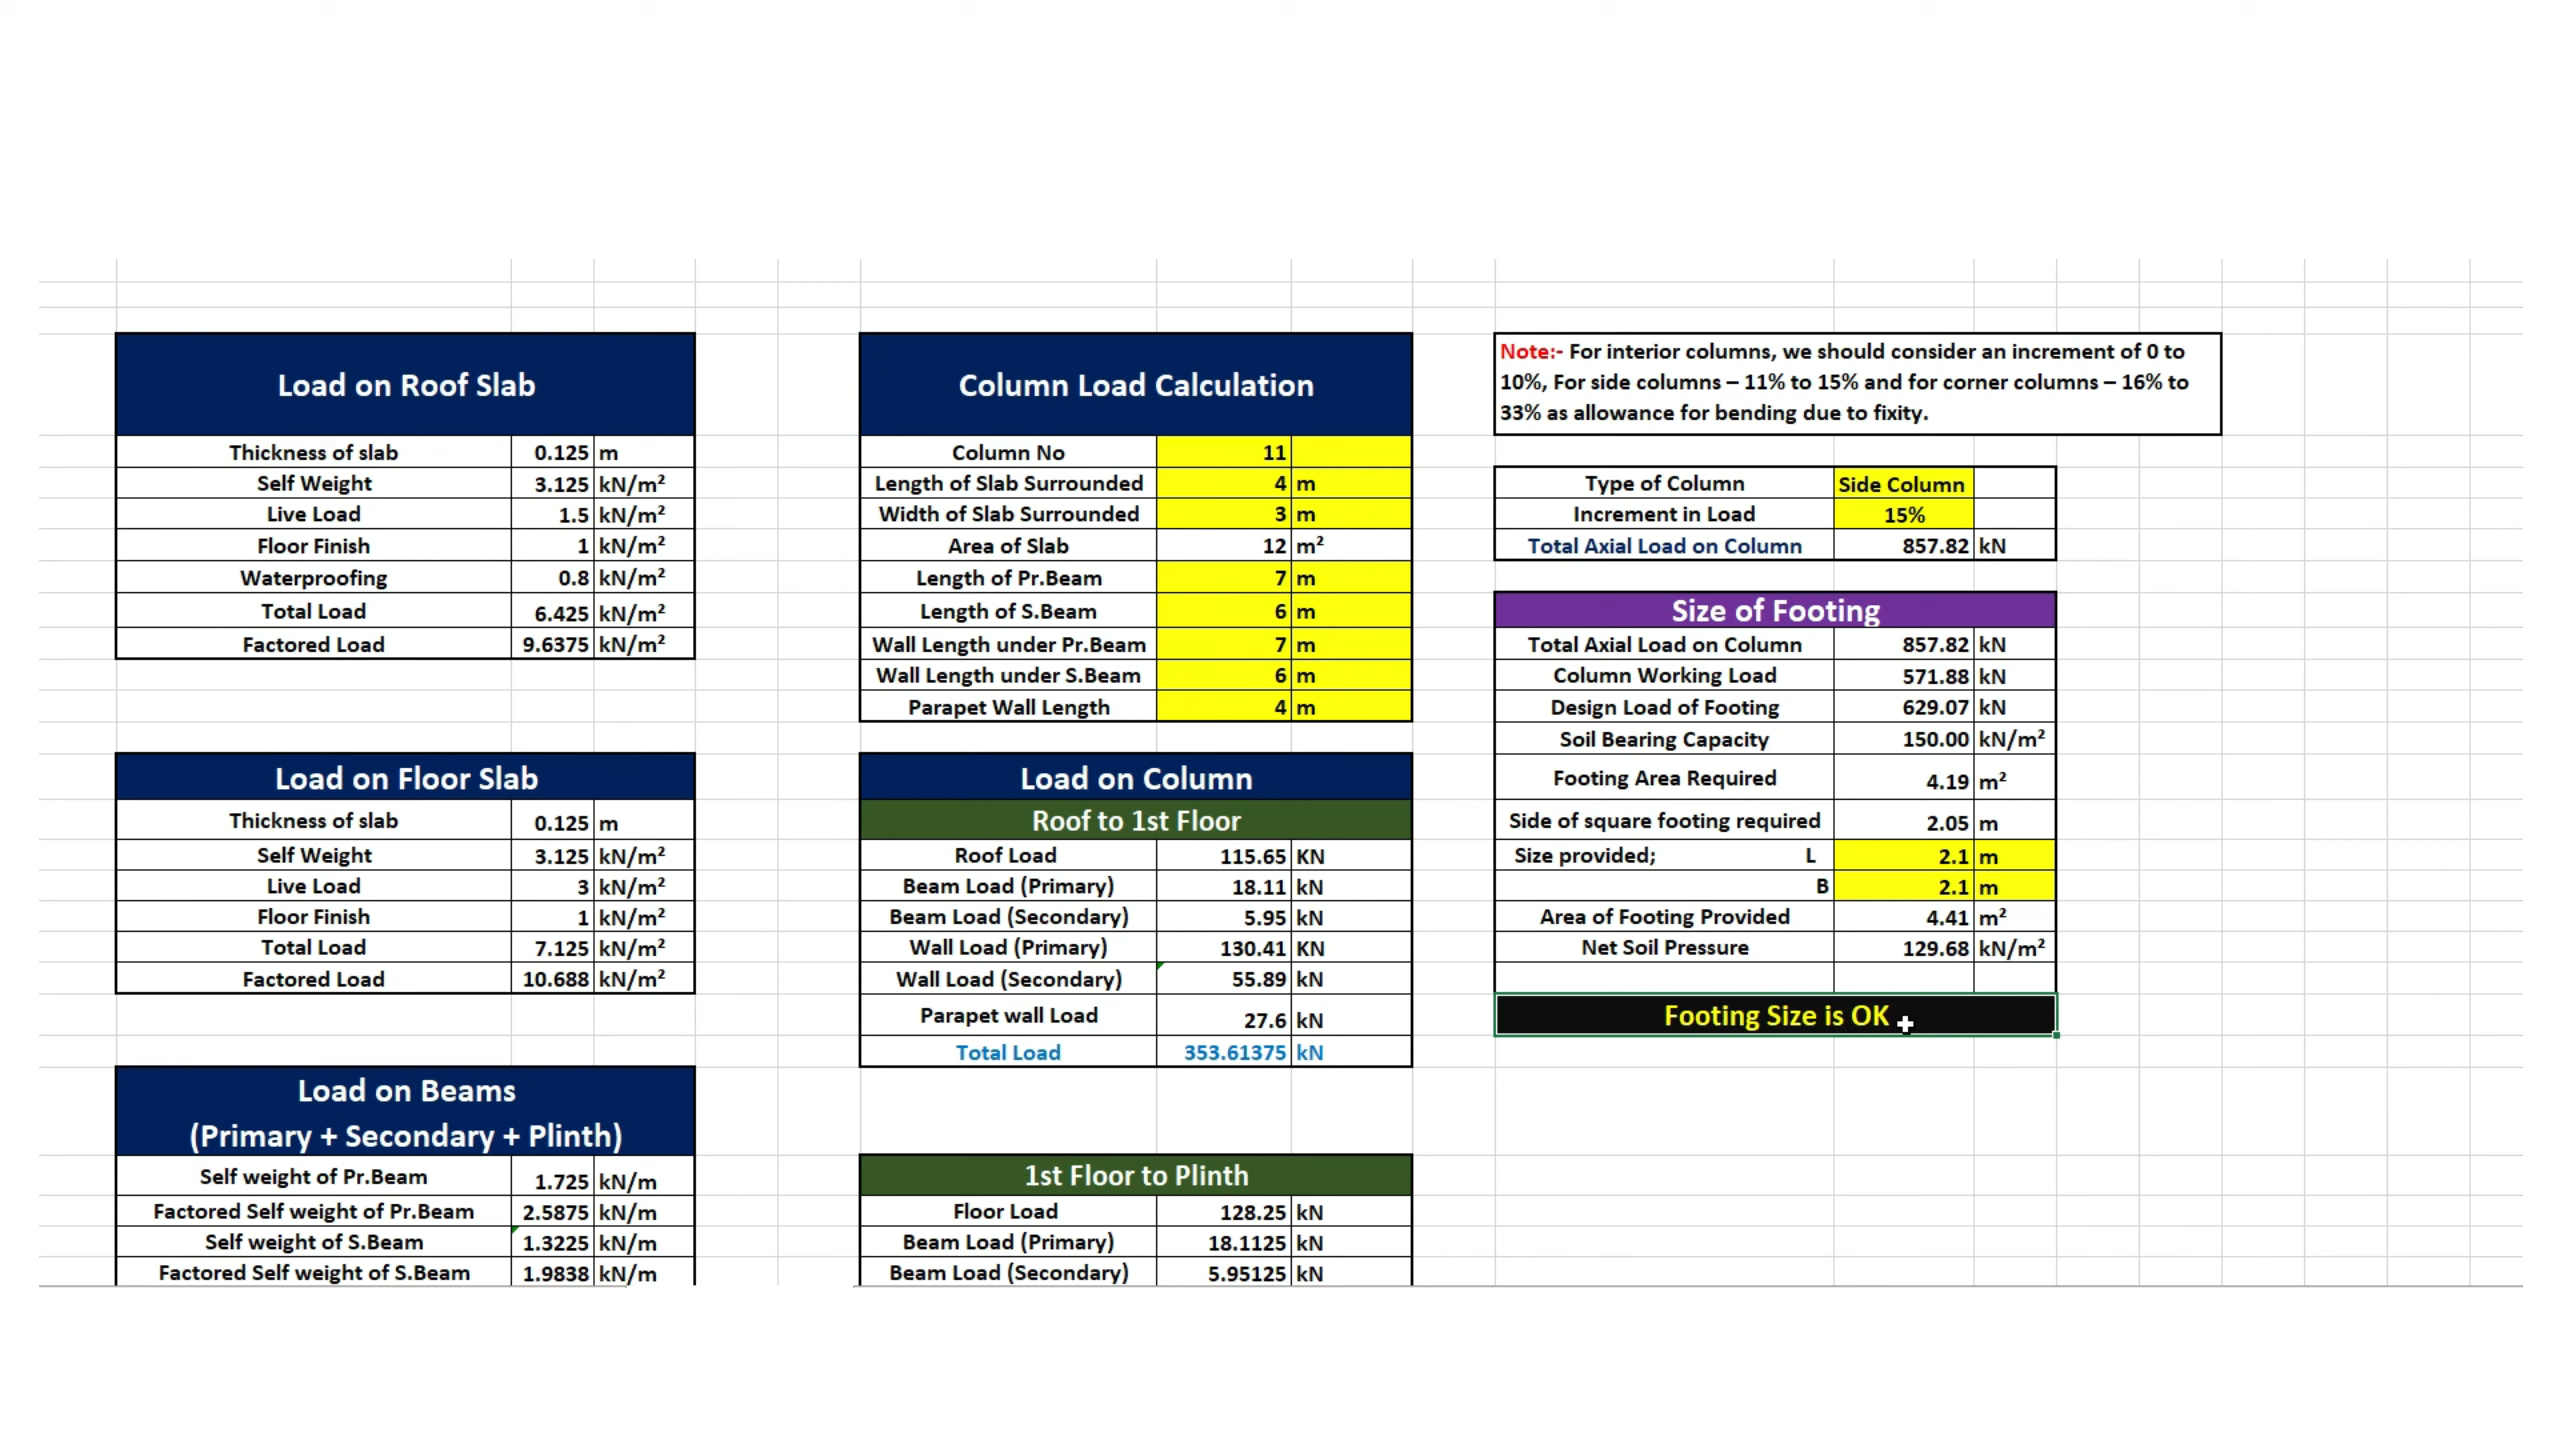 Load on Roof Slab
Thickness of slab 0.125 m
Self Weight 3.125 kN/m²
Live Load 1.5 kN/m²
Floor Finish 1 kN/m²
Waterproofing 0.8 kN/m²
Total Load 6.425 kN/m²
Factored Load 9.6375 kN/m²
Load on Floor Slab
Thickness of slab 0.125 m
Self Weight 3.125 kN/m²
Live Load 3 kN/m²
Floor Finish 1 kN/m²
Total Load 7.125 kN/m²
Factored Load 10.688 kN/m²
Load on Beams
(Primary + Secondary + Plinth)
Self weight of Pr.Beam 1.725 kN/m
Factored Self weight of Pr.Beam 2.5875 kN/m
Self weight of S.Beam 1.3225 kN/m
Factored Self weight of S.Beam 1.9838 kN/m
Column Load Calculation
Column No 11
Length of Slab Surrounded 4 m
Width of Slab Surrounded 3 m
Area of Slab 12 m²
Length of Pr.Beam 7 m
Length of S.Beam 6 m
Wall Length under Pr.Beam 7 m
Wall Length under S.Beam 6 m
Parapet Wall Length 4 m
Load on Column
Roof to 1st Floor
Roof Load 115.65 KN
Beam Load (Primary) 18.11 kN
Beam Load (Secondary) 5.95 kN
Wall Load (Primary) 130.41 KN
Wall Load (Secondary) 55.89 kN
Parapet wall Load 27.6 kN
Total Load 353.61375 kN
1st Floor to Plinth
Floor Load 128.25 kN
Beam Load (Primary) 18.1125 kN
Beam Load (Secondary) 5.95125 kN
Note:- For interior columns, we should consider an increment of 0 to
10%, For side columns – 11% to 15% and for corner columns – 16% to
33% as allowance for bending due to fixity.
Type of Column Side Column
Increment in Load 15%
Total Axial Load on Column 857.82 kN
Size of Footing
Total Axial Load on Column 857.82 kN
Column Working Load 571.88 kN
Design Load of Footing 629.07 kN
Soil Bearing Capacity 150.00 kN/m²
Footing Area Required 4.19 m²
Side of square footing required 2.05 m
Size provided; L 2.1 m
B 2.1 m
Area of Footing Provided 4.41 m²
Net Soil Pressure 129.68 kN/m²
Footing Size is OK